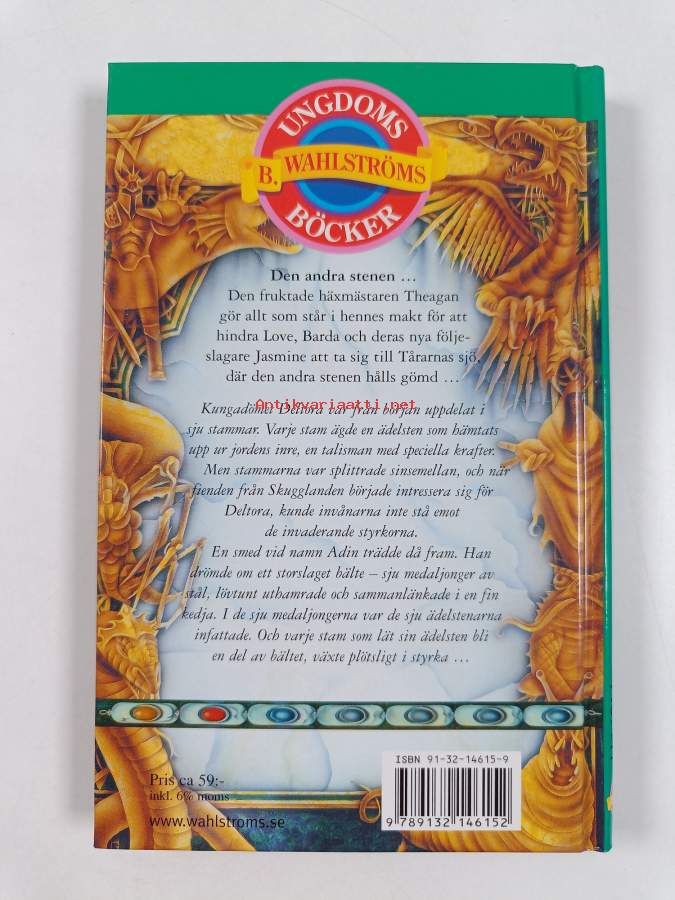 UNGDOMS
B. WAHLSTRÖMS
BÖCKER
Den andra stenen ...
Den fruktade häxmästaren Theagan
gör allt som står i hennes makt för att
hindra Love, Barda och deras nya följe-
slagare Jasmine att ta sig till Tårarnas sjö,
där den andra stenen hålls gömd ...
Antikvariaatti.net
Kungadömet Deltora var från början uppdelat i
sju stammar. Varje stam ägde en ädelsten som hämtats
upp ur jordens inre, en talisman med speciella krafter.
Men stammarna var splittrade sinsemellan, och när
fienden från Skugglanden började intressera sig för
Deltora, kunde invånarna inte stå emot
de invaderande styrkorna.
En smed vid namn Adin trädde då fram. Han
drömde om ett storslaget bälte – sju medaljonger av
stål, lövtunt uthamrade och sammanlänkade i en fin
kedja. I de sju medaljongerna var de sju ädelstenarna
infattade. Och varje stam som lät sin ädelsten bli
en del av bältet, växte plötsligt i styrka ...
Pris ca 59:-
inkl. 6% moms
www.wahlstroms.se
ISBN 91-32-14615-9
9 789132 146152